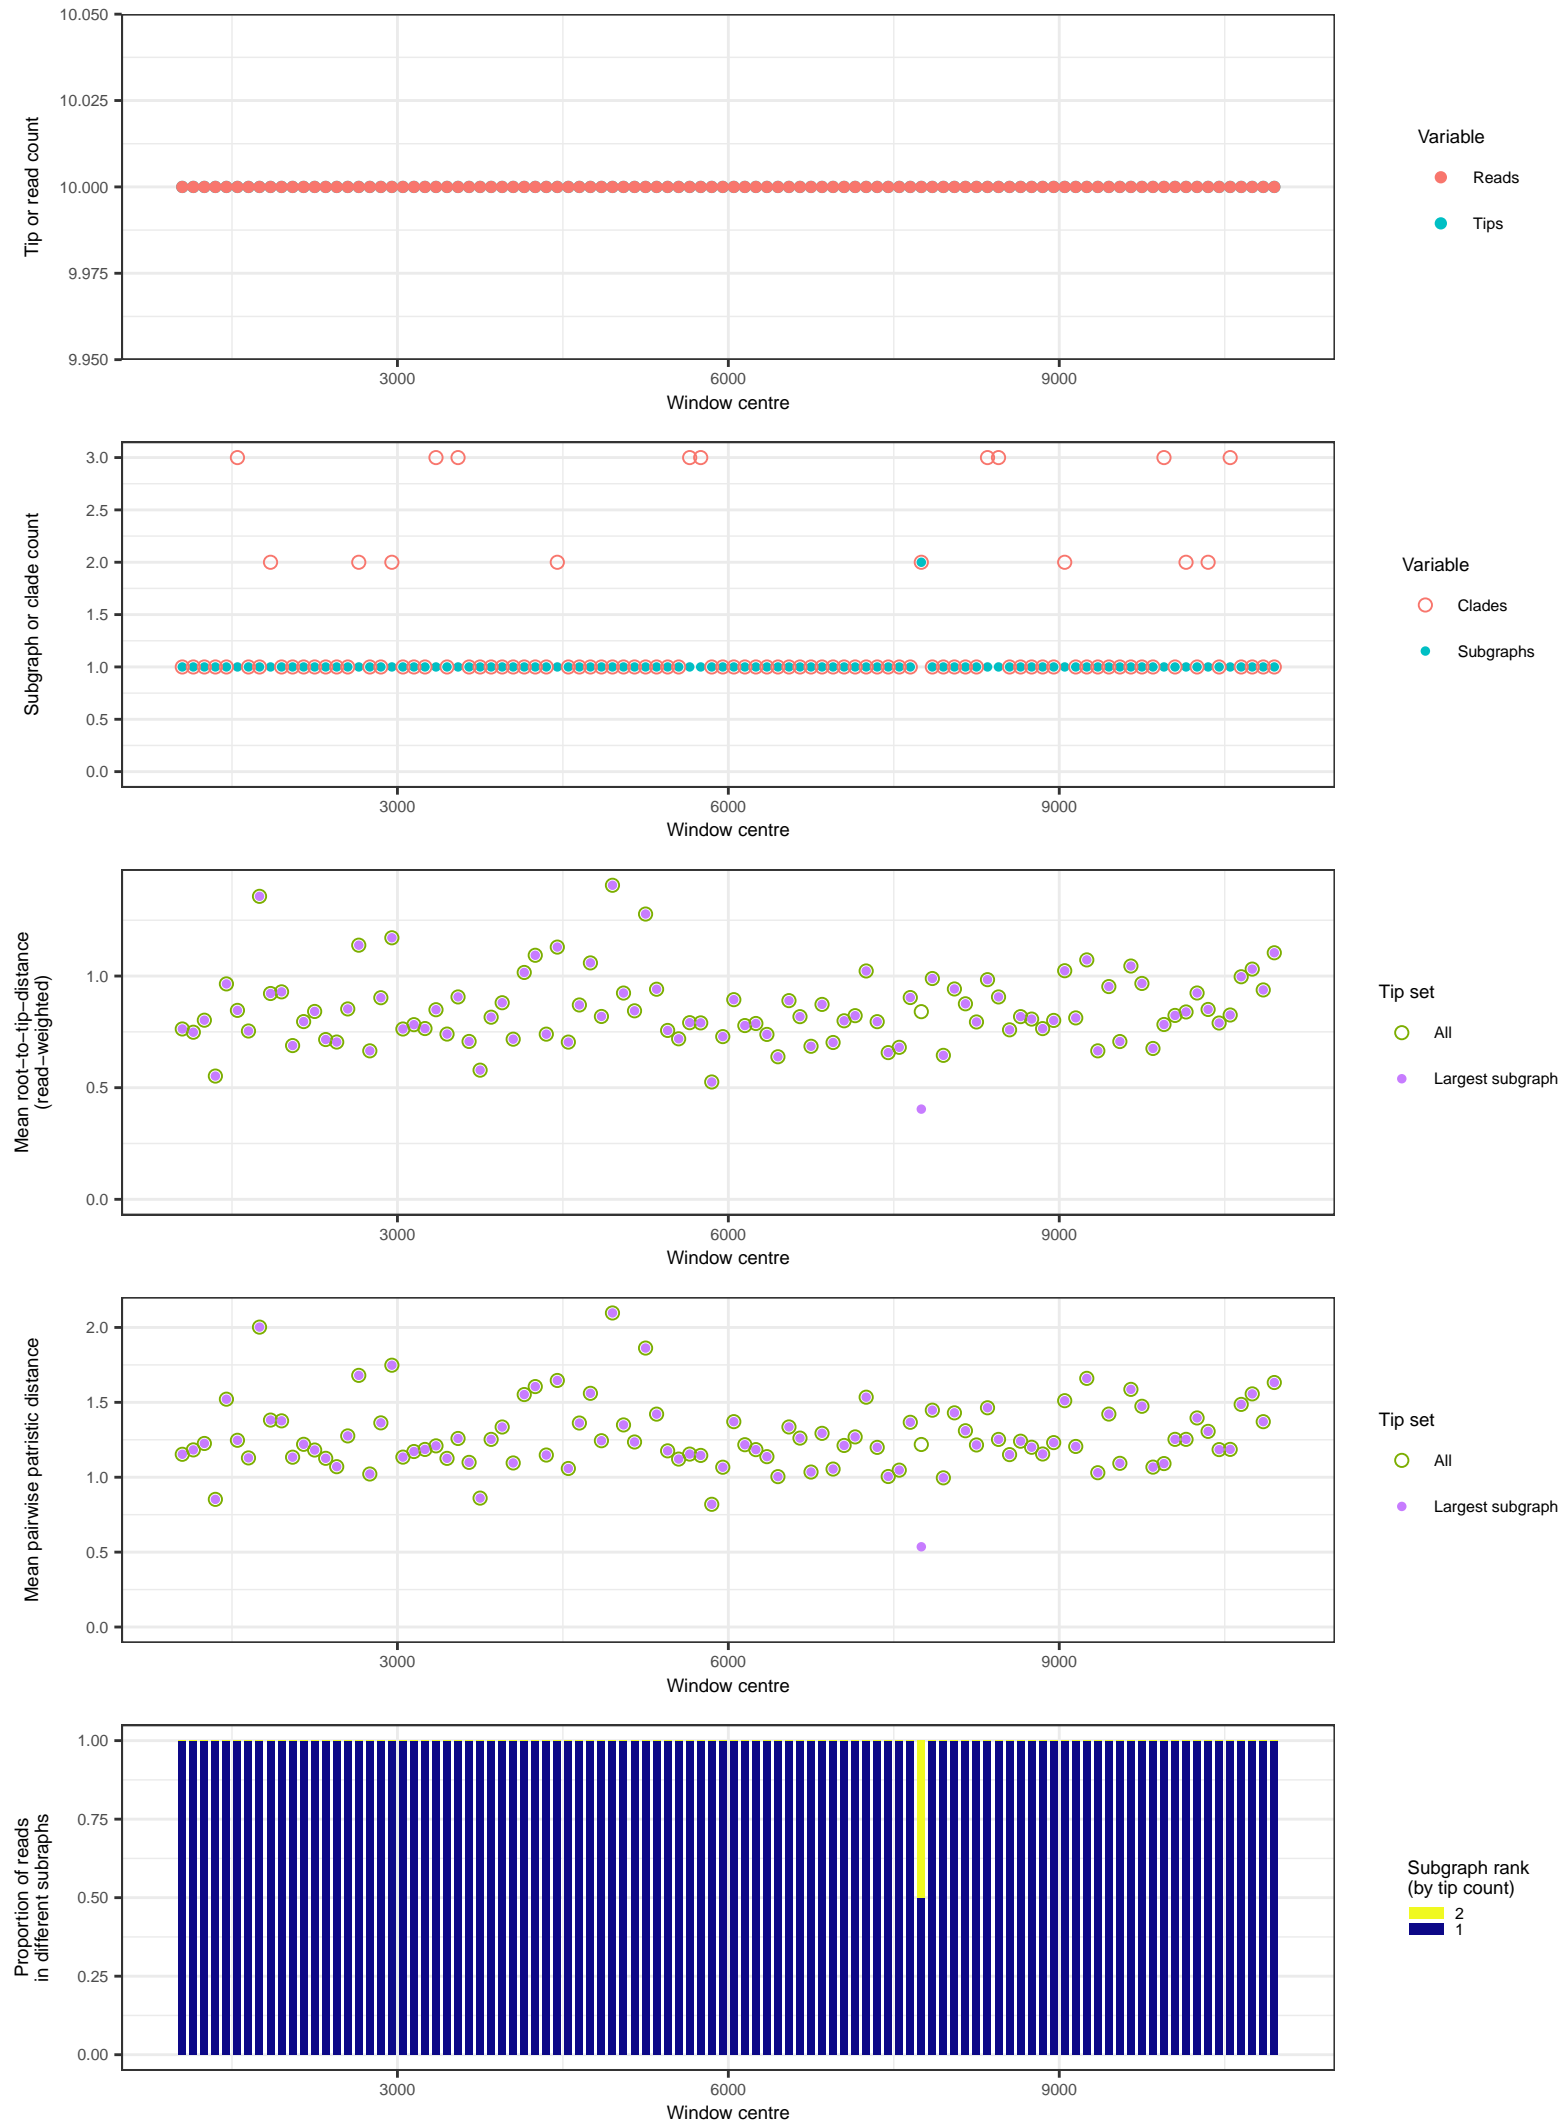 10.050
10.025
10.000
9.975
9.950
Tip or read count
3000 6000 9000
Window centre
Variable
Reads
Tips
3.0
2.5
2.0
1.5
1.0
0.5
0.0
Subgraph or clade count
3000 6000 9000
Window centre
Variable
Clades
Subgraphs
1.0
0.5
0.0
Mean root−to−tip−distance
(read−weighted)
3000 6000 9000
Window centre
Tip set
All
Largest subgraph
2.0
1.5
1.0
0.5
0.0
Mean pairwise patristic distance
3000 6000 9000
Window centre
Tip set
All
Largest subgraph
1.00
0.75
0.50
0.25
0.00
Proportion of reads
in different subraphs
3000 6000 9000
Window centre
Subgraph rank
(by tip count)
2
1